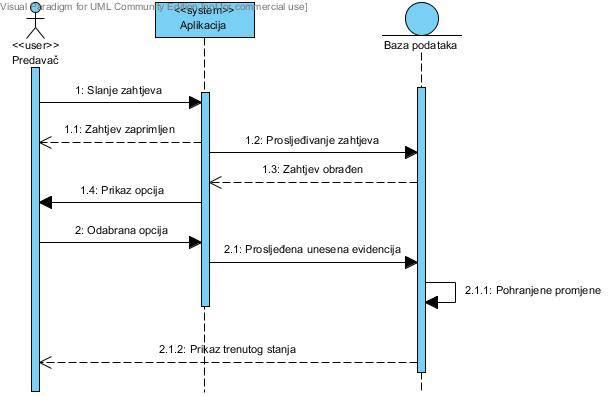 Visual Paradigm for UML Community Edition [not for commercial use]
<<user>>
Predavač
<<system>>
Aplikacija
Baza podataka
1: Slanje zahtjeva
1.1: Zahtjev zaprimljen
1.2: Prosljeđivanje zahtjeva
1.3: Zahtjev obrađen
1.4: Prikaz opcija
2: Odabrana opcija
2.1: Prosljeđena unesena evidencija
2.1.1: Pohranjene promjene
2.1.2: Prikaz trenutog stanja